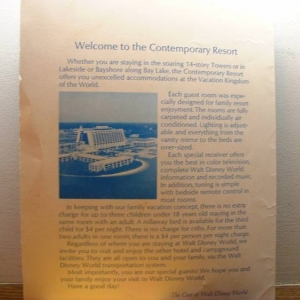 Welcome to the Contemporary Resort
Whether you are staying in the soaring 14-story Towers or in
Lakeside or Bayshore along Bay Lake, the Contemporary Resort
offers you unexcelled accommodations at the Vacation Kingdom
of the World.
Each guest room was esp-
cially designed for family resort
enjoyment. The rooms are fully-
carpeted and individually air
conditioned. Lighting is adjust-
able and everything from the
vanity mirror to the beds are
over-sized.
Each special receiver offers
you the best in color television,
complete Walt Disney World
information and recorded music.
In addition, tuning is simple
with bedside remote control in
most rooms.
In keeping with our family vacation concept, there is no extra
charge for up to three children under 18 years old staying in the
same room with an adult. A rollaway bed is available for the third
child for $4 per night. There is no charge for cribs. For more than
two adults in one room, there is a $4 per person per night charge.
Regardless of where you are staying at Walt Disney World, we
invite you to visit and enjoy the other hotel and campground
facilities. They are all open to you and your family, via the Walt
Disney World transportation system.
Most importantly, you are our special guests! We hope you and
your family enjoy your visit to Walt Disney World.
Have a good day!
The Cast of Walt Disney World